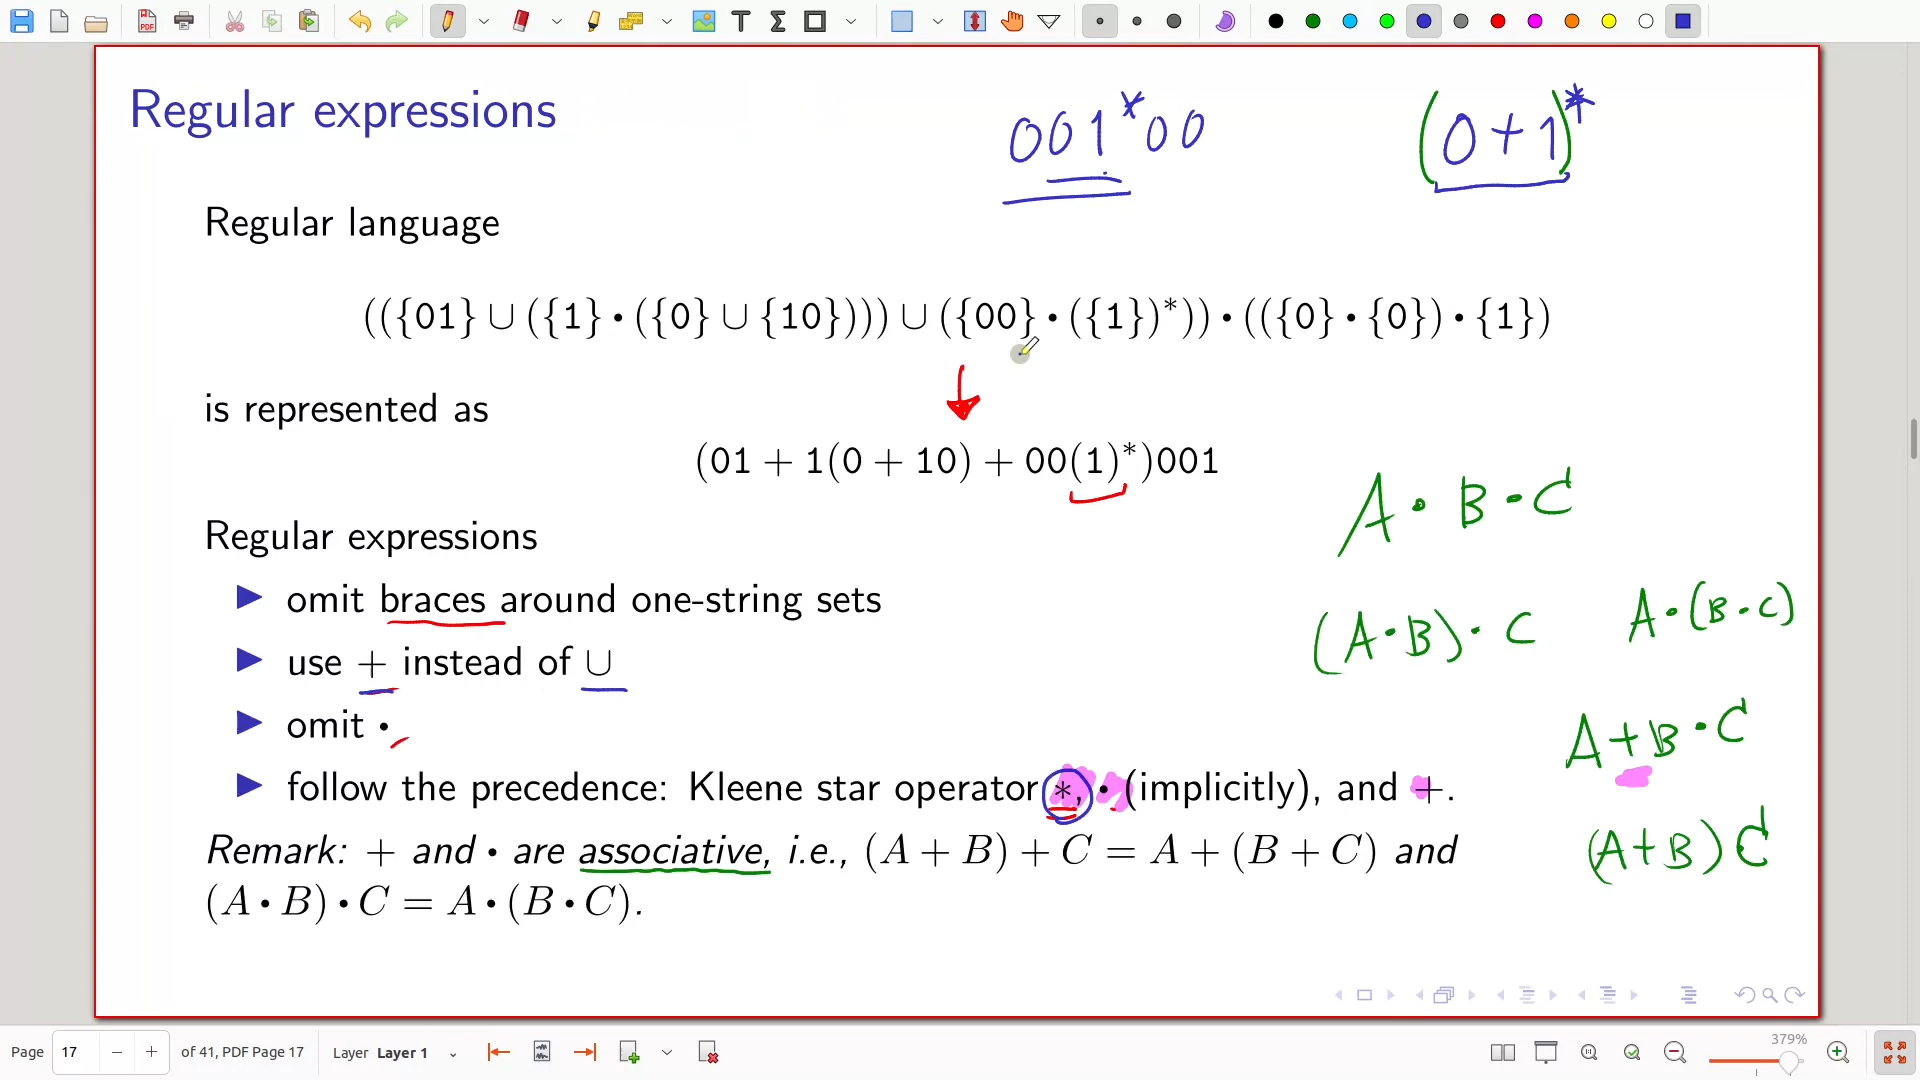 Regular expressions
001*00
(0+1)*
Regular language
(({01} ∪ ({1} • ({0} ∪ {10}))) ∪ ({00} • ({1})*)) • (({0} • {0}) • {1})
is represented as
(01 + 1(0 + 10) + 00(1)*)001
A • B • C
Regular expressions
▶ omit braces around one-string sets
(A • B) • C
A • (B • C)
▶ use + instead of ∪
▶ omit •
A + B • C
▶ follow the precedence: Kleene star operator *, • (implicitly), and +.
Remark: + and • are associative, i.e., (A + B) + C = A + (B + C) and
(A + B) C
(A • B) • C = A • (B • C).
Page 17 of 41, PDF Page 17 Layer Layer 1
379%